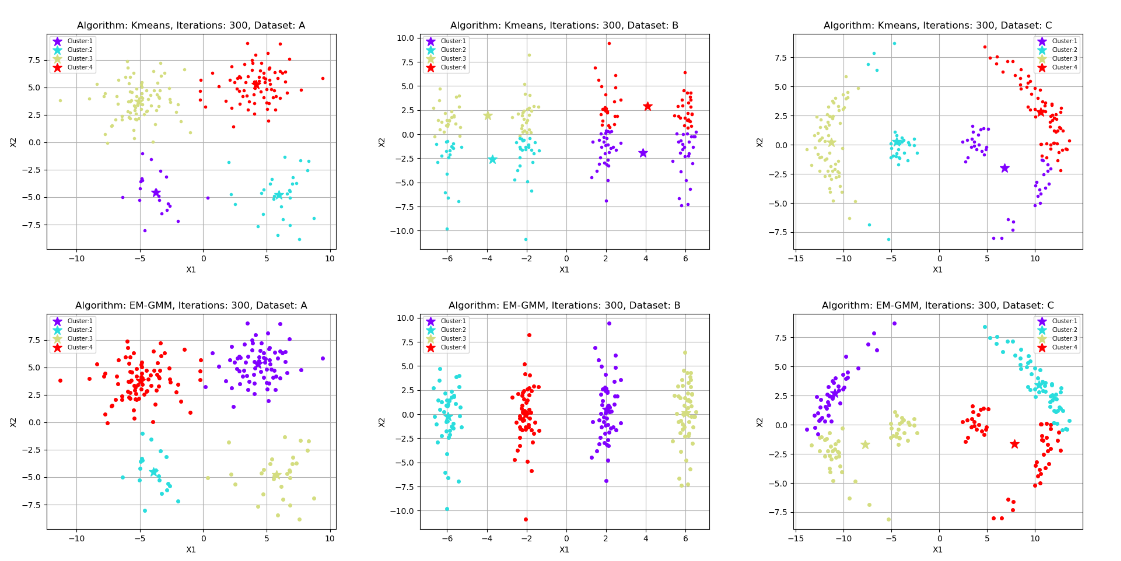 Algorithm: Kmeans, Iterations: 300, Dataset: A
Cluster:1
Cluster:2
Cluster:3
Cluster:4
7.5
5.0
2.5
0.0
−2.5
−5.0
−7.5
X2
−10 −5 0 5 10
X1
Algorithm: Kmeans, Iterations: 300, Dataset: B
Cluster:1
Cluster:2
Cluster:3
Cluster:4
10.0
7.5
5.0
2.5
0.0
−2.5
−5.0
−7.5
−10.0
X2
−6 −4 −2 0 2 4 6
X1
Algorithm: Kmeans, Iterations: 300, Dataset: C
Cluster:1
Cluster:2
Cluster:3
Cluster:4
7.5
5.0
2.5
0.0
−2.5
−5.0
−7.5
X2
−15 −10 −5 0 5 10 15
X1
Algorithm: EM-GMM, Iterations: 300, Dataset: A
Cluster:1
Cluster:2
Cluster:3
Cluster:4
7.5
5.0
2.5
0.0
−2.5
−5.0
−7.5
X2
−10 −5 0 5 10
X1
Algorithm: EM-GMM, Iterations: 300, Dataset: B
Cluster:1
Cluster:2
Cluster:3
Cluster:4
10.0
7.5
5.0
2.5
0.0
−2.5
−5.0
−7.5
−10.0
X2
−6 −4 −2 0 2 4 6
X1
Algorithm: EM-GMM, Iterations: 300, Dataset: C
Cluster:1
Cluster:2
Cluster:3
Cluster:4
7.5
5.0
2.5
0.0
−2.5
−5.0
−7.5
X2
−15 −10 −5 0 5 10 15
X1